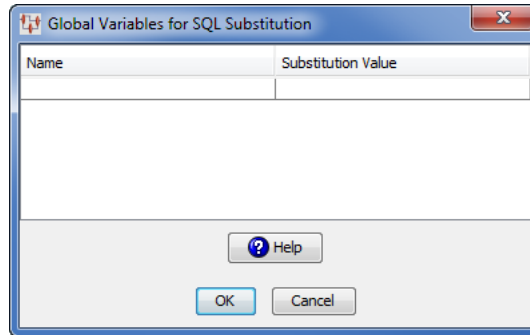 Global Variables for SQL Substitution
Name Substitution Value
Help
OK Cancel